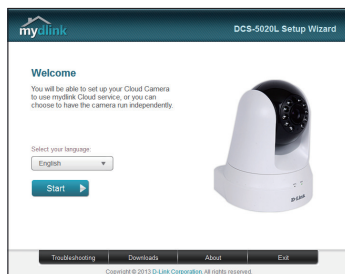 mydlink
DCS-5020L Setup Wizard
Welcome
You will be able to set up your Cloud Camera
to use mydlink Cloud service, or you can
choose to have the camera run independently.
Select your language:
English
Start
D-Link
Troubleshooting
Downloads
About
Exit
Copyright © 2013 D-Link Corporation. All rights reserved.